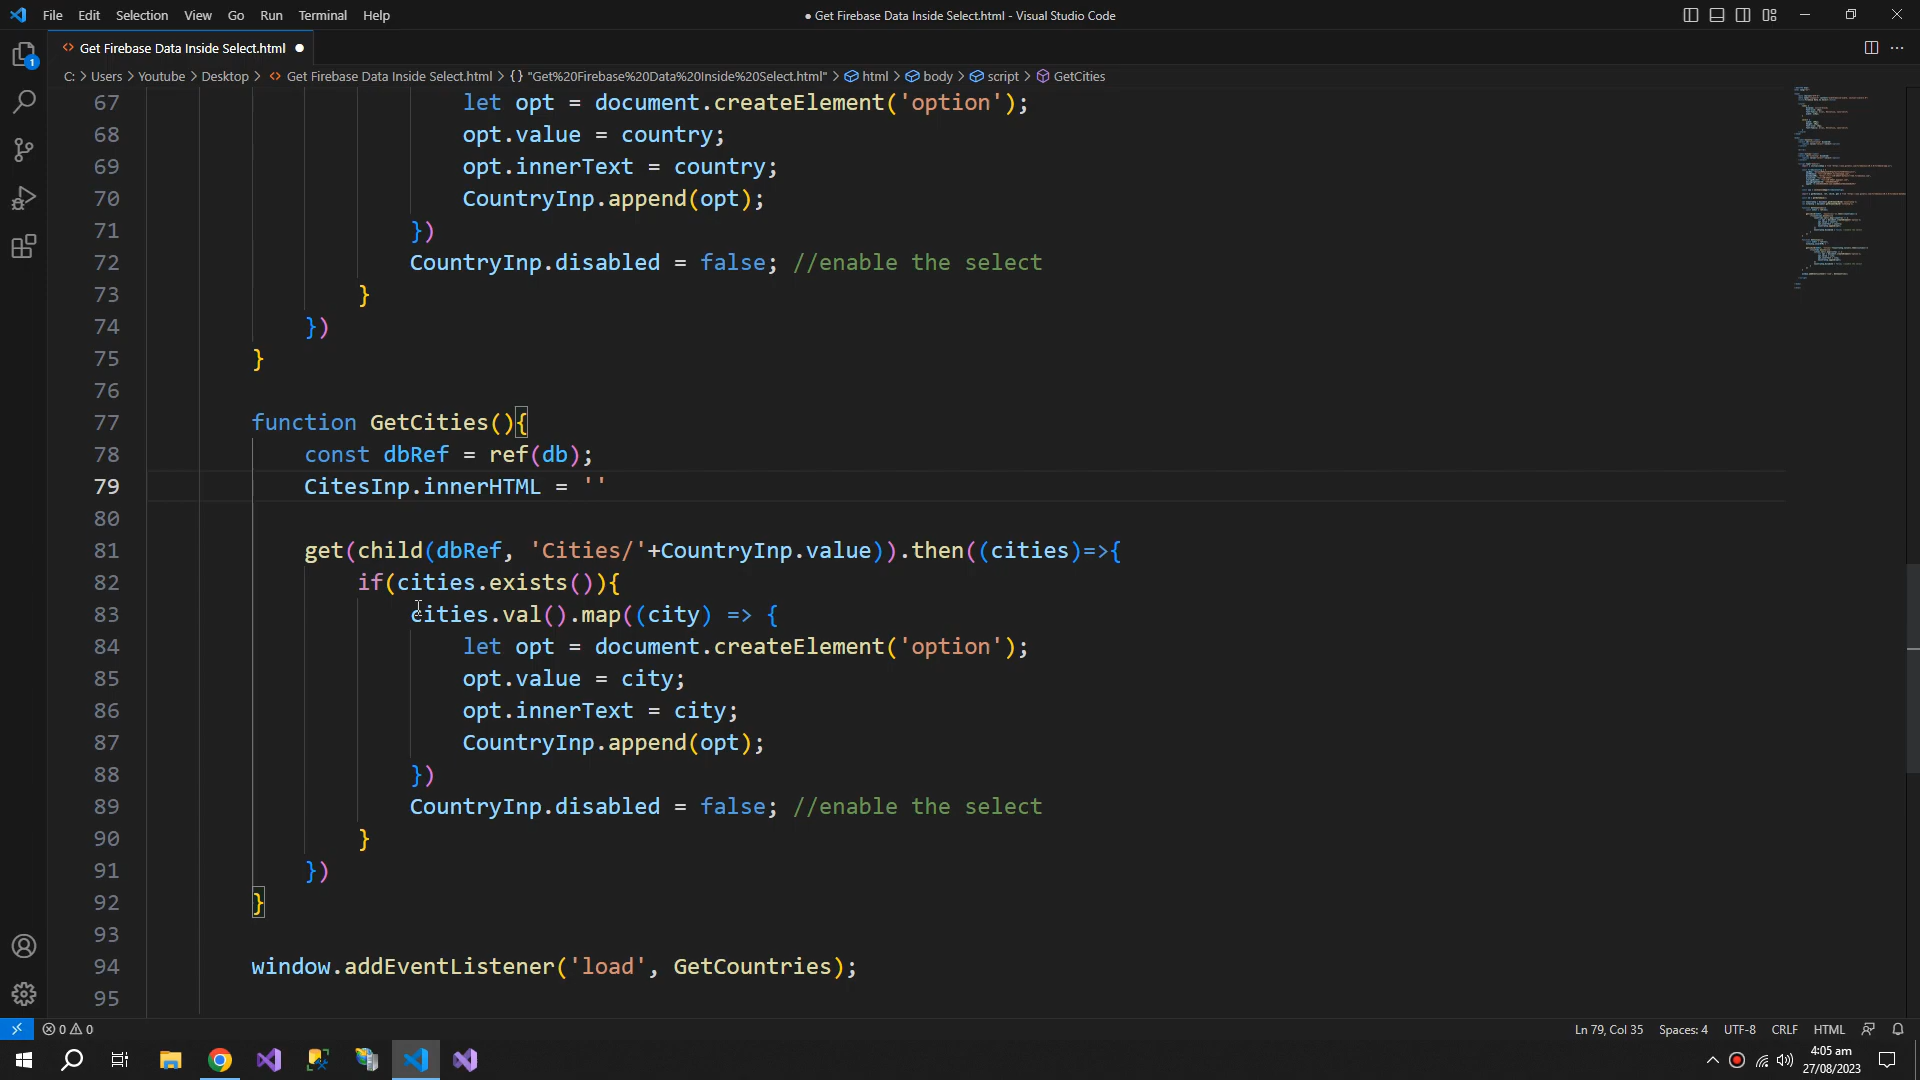 File Edit Selection View Go Run Terminal Help
● Get Firebase Data Inside Select.html - Visual Studio Code
Get Firebase Data Inside Select.html ●
C: > Users > Youtube > Desktop > Get Firebase Data Inside Select.html > {} "Get%20Firebase%20Data%20Inside%20Select.html" > html > body > script > GetCities
67 let opt = document.createElement('option');
68 opt.value = country;
69 opt.innerText = country;
70 CountryInp.append(opt);
71 })
72 CountryInp.disabled = false; //enable the select
73 }
74 })
75 }
76
77 function GetCities(){
78 const dbRef = ref(db);
79 CitesInp.innerHTML = ''
80
81 get(child(dbRef, 'Cities/'+CountryInp.value)).then((cities)=>{
82 if(cities.exists()){
83 cities.val().map((city) => {
84 let opt = document.createElement('option');
85 opt.value = city;
86 opt.innerText = city;
87 CountryInp.append(opt);
88 })
89 CountryInp.disabled = false; //enable the select
90 }
91 })
92 }
93
94 window.addEventListener('load', GetCountries);
95
1
0 0
Ln 79, Col 35 Spaces: 4 UTF-8 CRLF HTML
4:05 am
27/08/2023